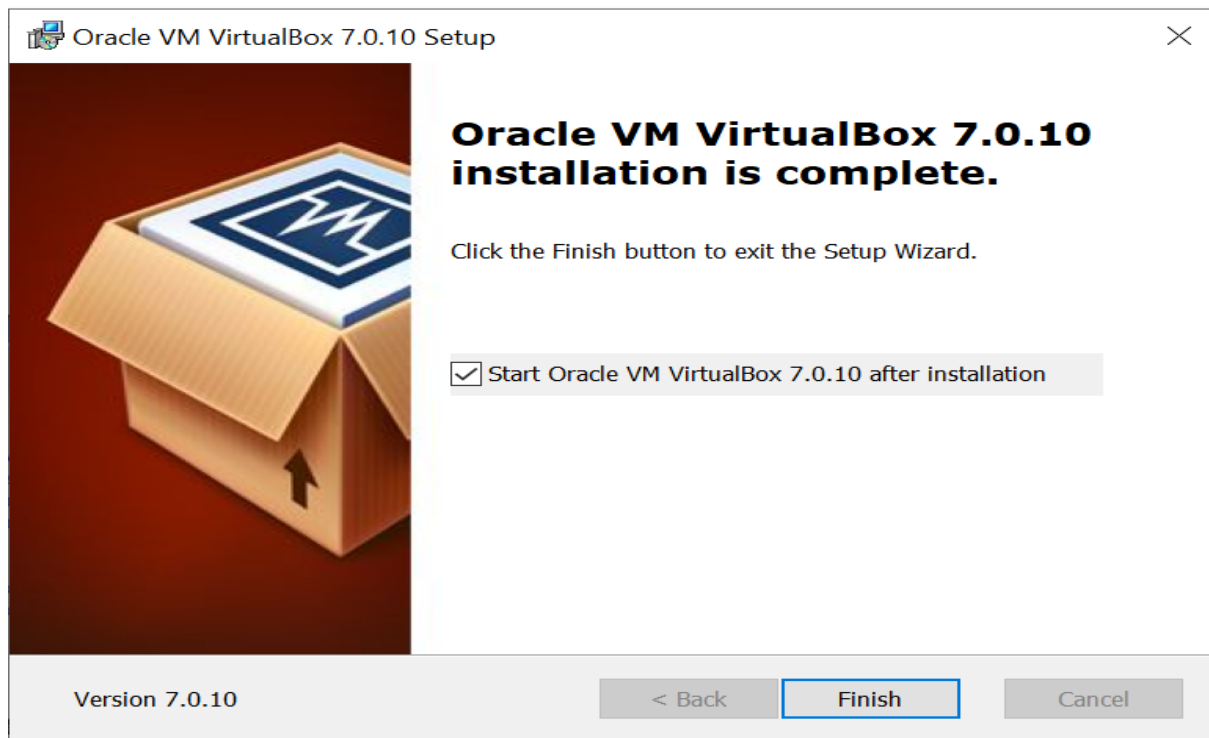 Oracle VM VirtualBox 7.0.10 Setup
Oracle VM VirtualBox 7.0.10
installation is complete.
Click the Finish button to exit the Setup Wizard.
Start Oracle VM VirtualBox 7.0.10 after installation
Version 7.0.10
< Back
Finish
Cancel